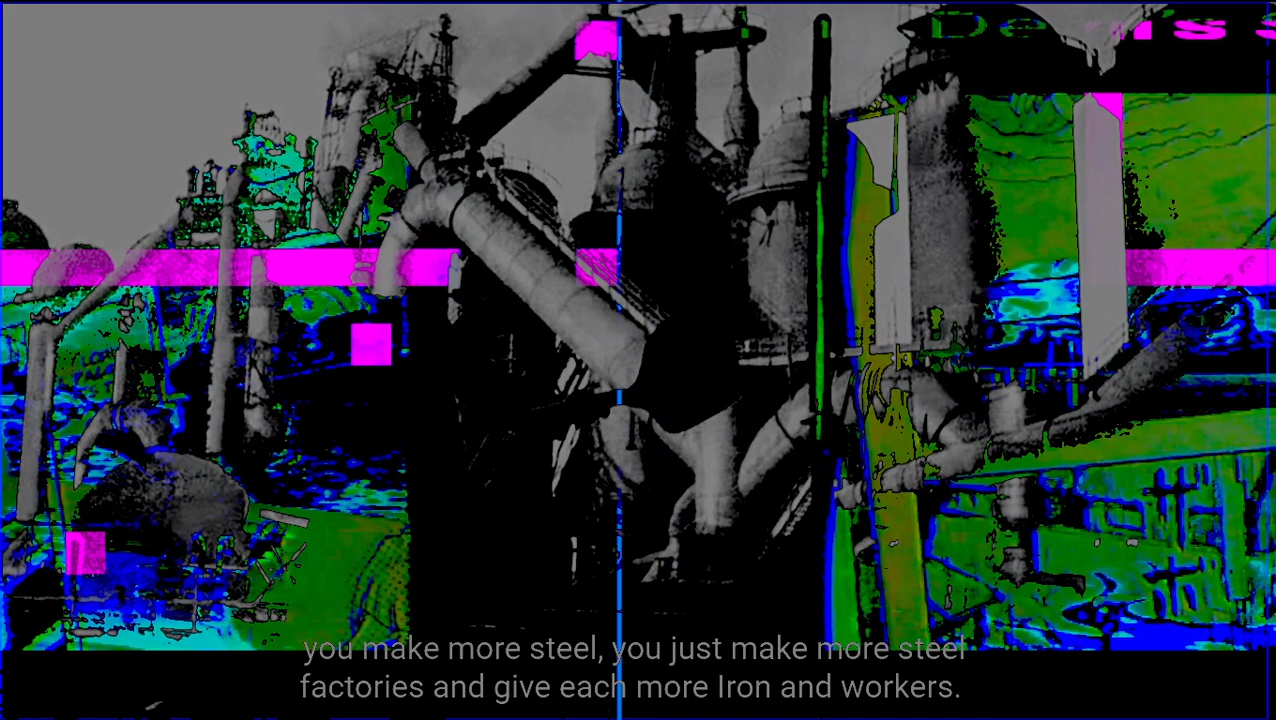 you make more steel, you just make more steel
factories and give each more Iron and workers.